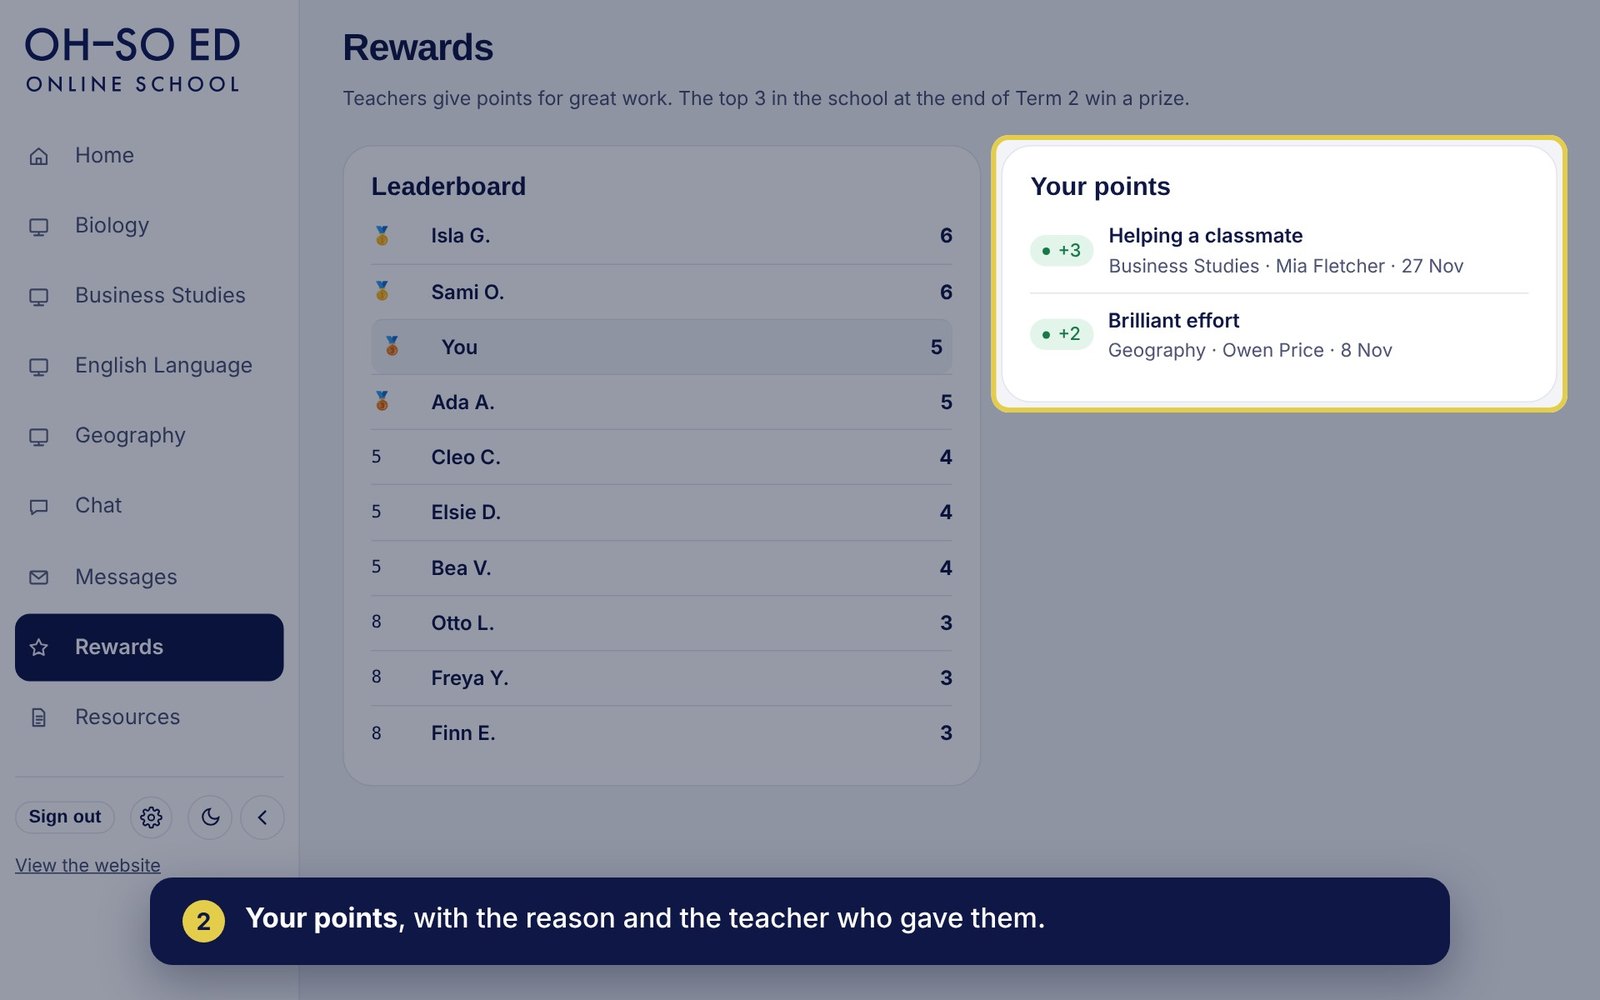 OH–SO ED
ONLINE SCHOOL
Home
Biology
Business Studies
English Language
Geography
Chat
Messages
Rewards
Resources
Sign out
View the website
Rewards
Teachers give points for great work. The top 3 in the school at the end of Term 2 win a prize.
Leaderboard
Isla G. 6
Sami O. 6
You 5
Ada A. 5
5 Cleo C. 4
5 Elsie D. 4
5 Bea V. 4
8 Otto L. 3
8 Freya Y. 3
8 Finn E. 3
Your points
+3 Helping a classmate
Business Studies · Mia Fletcher · 27 Nov
+2 Brilliant effort
Geography · Owen Price · 8 Nov
2 Your points, with the reason and the teacher who gave them.